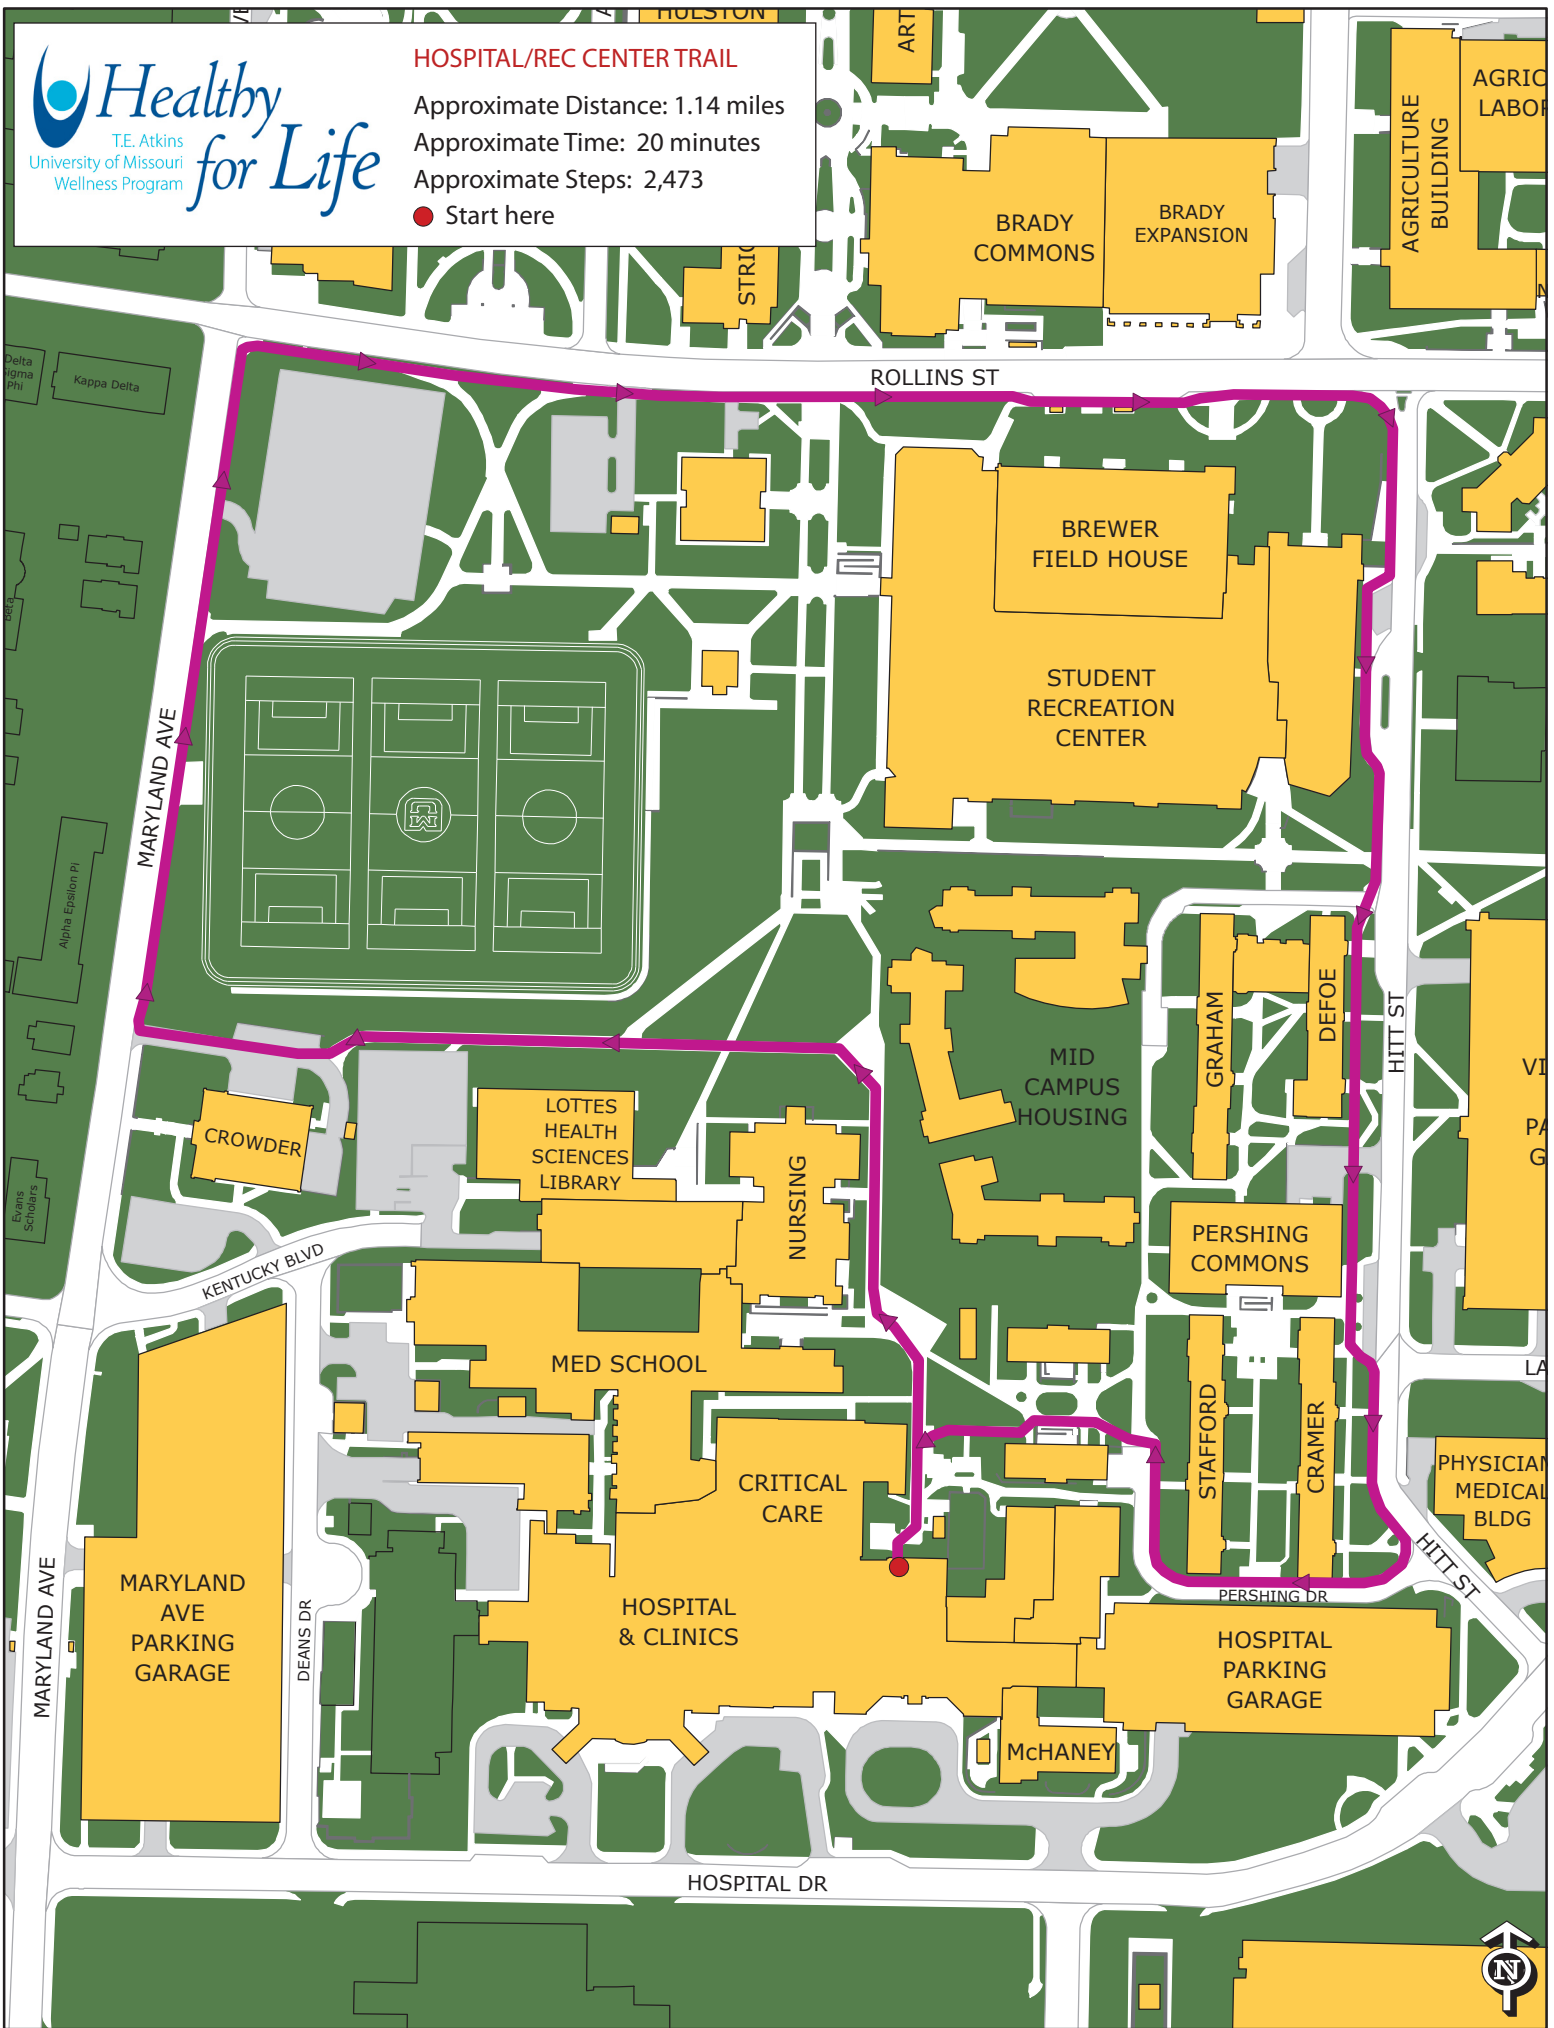 HULSTON
ART
AGRICULTURE
BUILDING
Healthy
for Life
T.E. Atkins
University of Missouri
Wellness Program
HOSPITAL/REC CENTER TRAIL
Approximate Distance: 1.14 miles
Approximate Time: 20 minutes
Approximate Steps: 2,473
Start here
BRADY
COMMONS
BRADY
EXPANSION
Delta
Phi
Kappa Delta
ROLLINS ST
BREWER
FIELD HOUSE
Beta
STUDENT
RECREATION
CENTER
MARYLAND AVE
Alpha Epsilon Pi
GRAHAM
DEFOE
HITT ST
MID
CAMPUS
HOUSING
LOTTES
HEALTH
SCIENCES
LIBRARY
CROWDER
NURSING
Evans
Scholars
PERSHING
COMMONS
KENTUCKY BLVD
MED SCHOOL
STAFFORD
CRAMER
CRITICAL
CARE
PHYSICIAN
MEDICAL
BLDG
HITT ST
MARYLAND AVE
MARYLAND
AVE
PARKING
GARAGE
DEANS DR
HOSPITAL
& CLINICS
PERSHING DR
HOSPITAL
PARKING
GARAGE
McHANEY
HOSPITAL DR
N